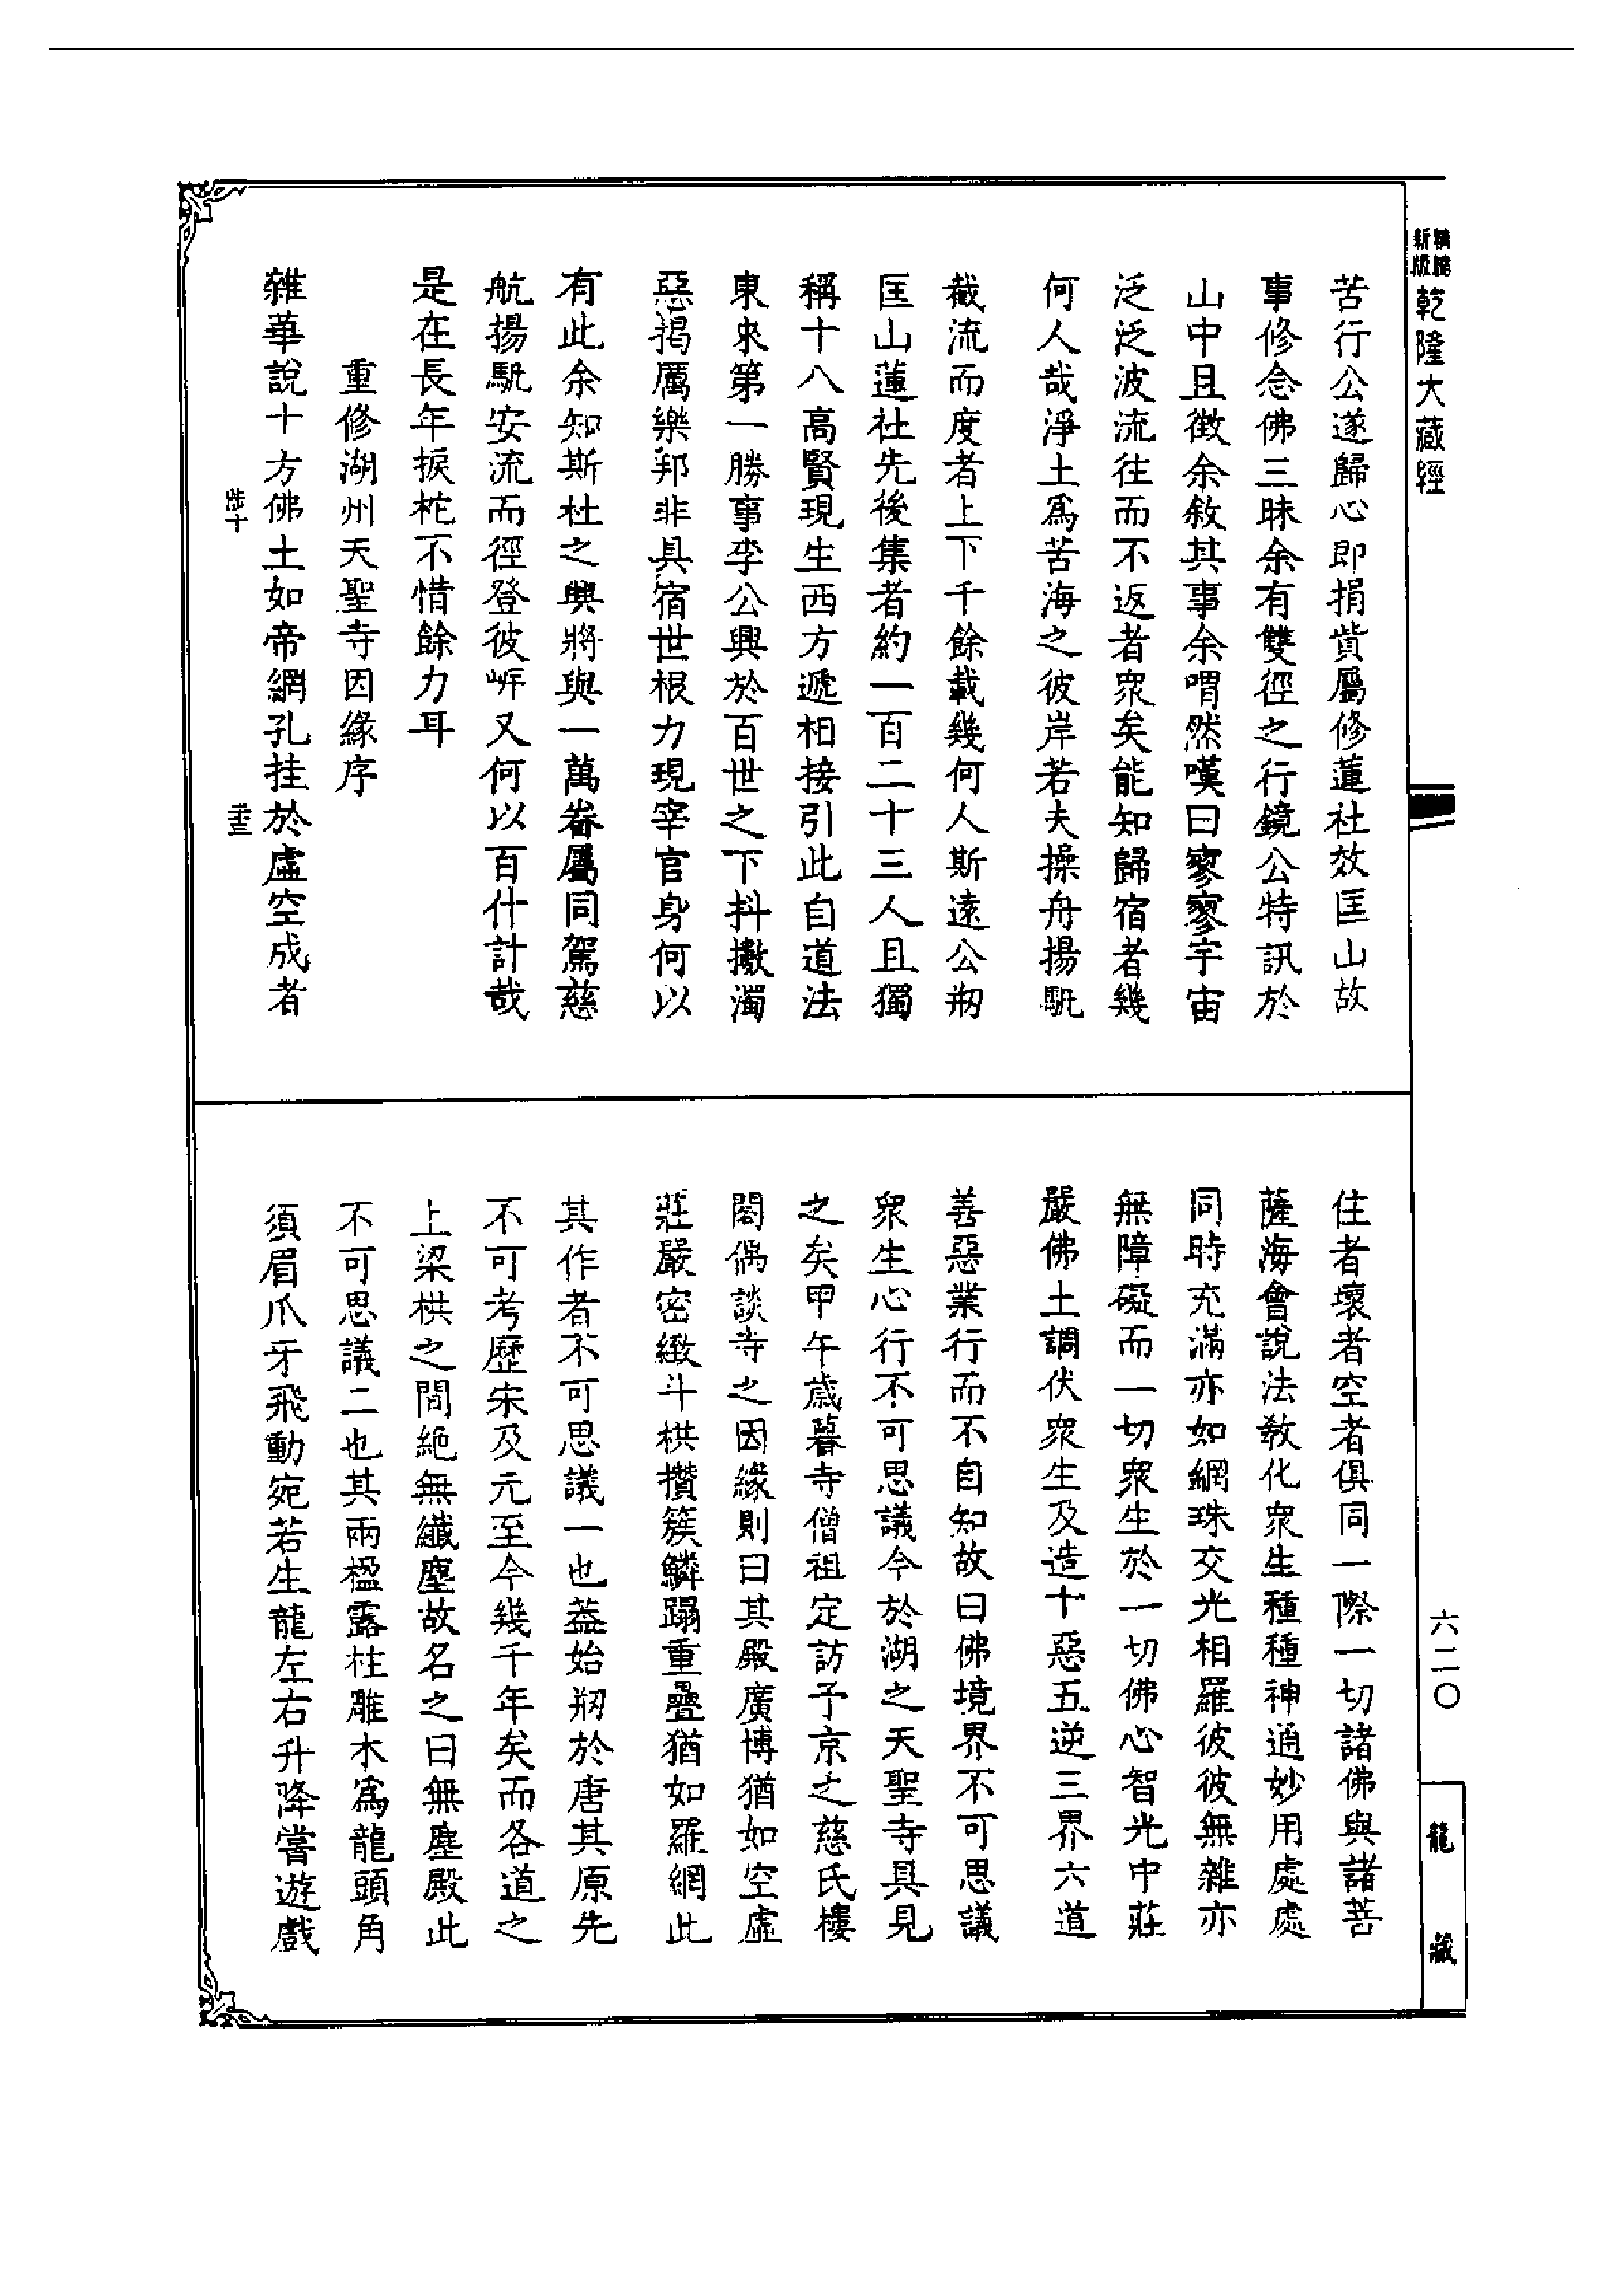 新版
乾隆大藏經
苦行公遂歸心即捐貲屬修蓮社效匡山故
事修念佛三昧余有雙徑之行鏡公特訊於
山中且徵余敘其事余喟然嘆曰寥寥宇宙
泛泛波流往而不返者衆矣能知歸宿者幾
何人哉淨土爲苦海之彼岸若夫操舟揚䑺
截流而度者上下千餘載幾何人斯遠公剏
匡山蓮社先後集者約一百二十三人且獨
稱十八高賢現生西方遞相接引此自道法
東來第一勝事李公興於百世之下抖擻濁
惡揭厲樂邦非具宿世根力現宰官身何以
有此余知斯社之興將與一萬眷屬同駕慈
航揚䑺安流而徑登彼岸又何以百什計哉
是在長年捩柁不惜餘力耳
重修湖州天聖寺因緣序
雜華說十方佛土如帝網孔挂於虛空成者
住者壞者空者俱同一際一切諸佛與諸菩
薩海會說法敎化衆生種種神通妙用處處
同時充滿亦如網珠交光相羅彼彼無雜亦
無障礙而一切衆生於一切佛心智光中莊
嚴佛土調伏衆生及造十惡五逆三界六道
善惡業行而不自知故曰佛境界不可思議
衆生心行不可思議今於湖之天聖寺具見
之矣甲午歲暮寺僧祖定訪予京之慈氏樓
閣偶談寺之因緣則曰其殿廣博猶如空虛
莊嚴密緻斗栱攢簇鱗蹋重疊猶如羅網此
其作者不可思議一也葢始剏於唐其原先
不可考歷宋及元至今幾千年矣而各道之
上梁栱之間絶無纖塵故名之曰無塵殿此
不可思議二也其兩楹露柱雕木爲龍頭角
須眉爪牙飛動宛若生龍左右升降嘗遊戲
六二〇
龍藏